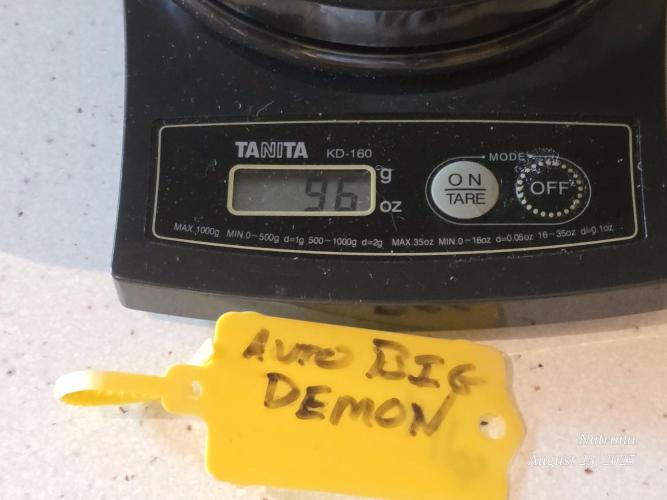 TANITA KD-160
MODE
96
g
oz
ON
TARE
OFF
MAX.1000g MIN.0~500g d=1g 500~1000g d=2g MAX.35oz MIN.0~16oz d=0.05oz 16~35oz d=0.1oz
AUTO BIG
DEMON
August 23, 2025